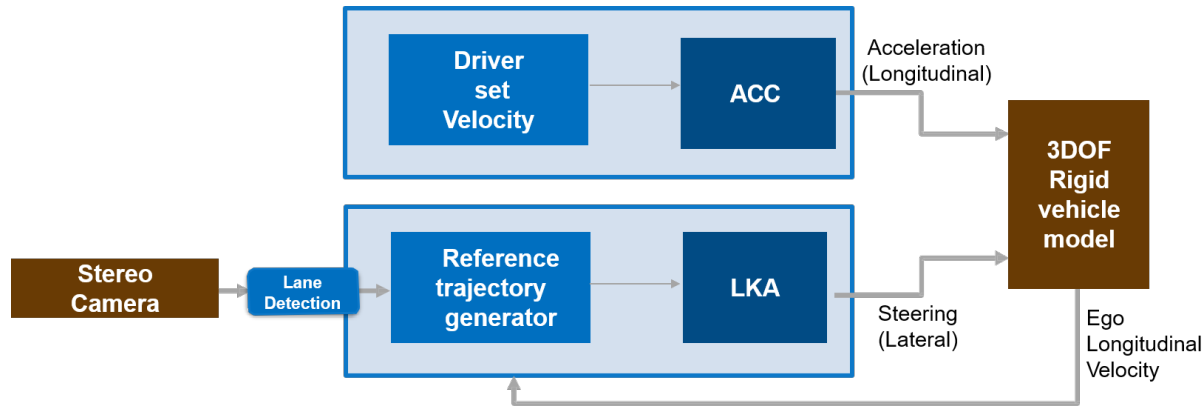 Driver
set
Velocity
ACC
Acceleration
(Longitudinal)
3DOF
Rigid
vehicle
model
Stereo
Camera
Lane
Detection
Reference
trajectory
generator
LKA
Steering
(Lateral)
Ego
Longitudinal
Velocity